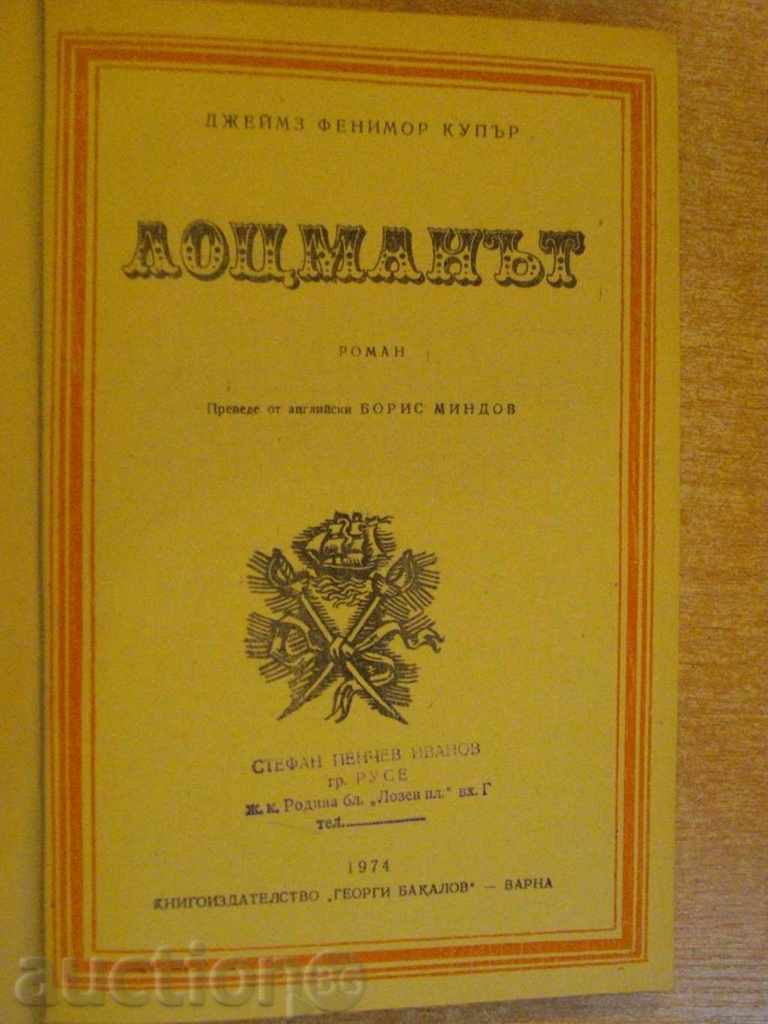 ДЖЕЙМЗ ФЕНИМОР КУПЪР
ЛОЦМАНЪТ
РОМАН
Преведе от английски БОРИС МИНДОВ
СТЕФАН ПЕНЧЕВ ИВАНОВ
гр. РУСЕ
Ж. к. Родина бл. „Лозен пл." вх. Г
тел.
1974
КНИГОИЗДАТЕЛСТВО „ГЕОРГИ БАКАЛОВ" — ВАРНА
auction BG